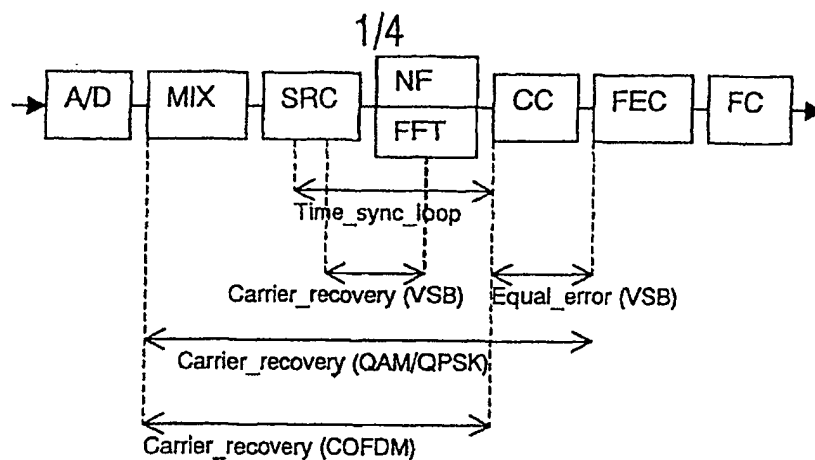 1/4
A/D MIX SRC NF CC FEC FC
FFT
Time_sync_loop
Carrier_recovery (VSB) Equal_error (VSB)
Carrier_recovery (QAM/QPSK)
Carrier_recovery (COFDM)